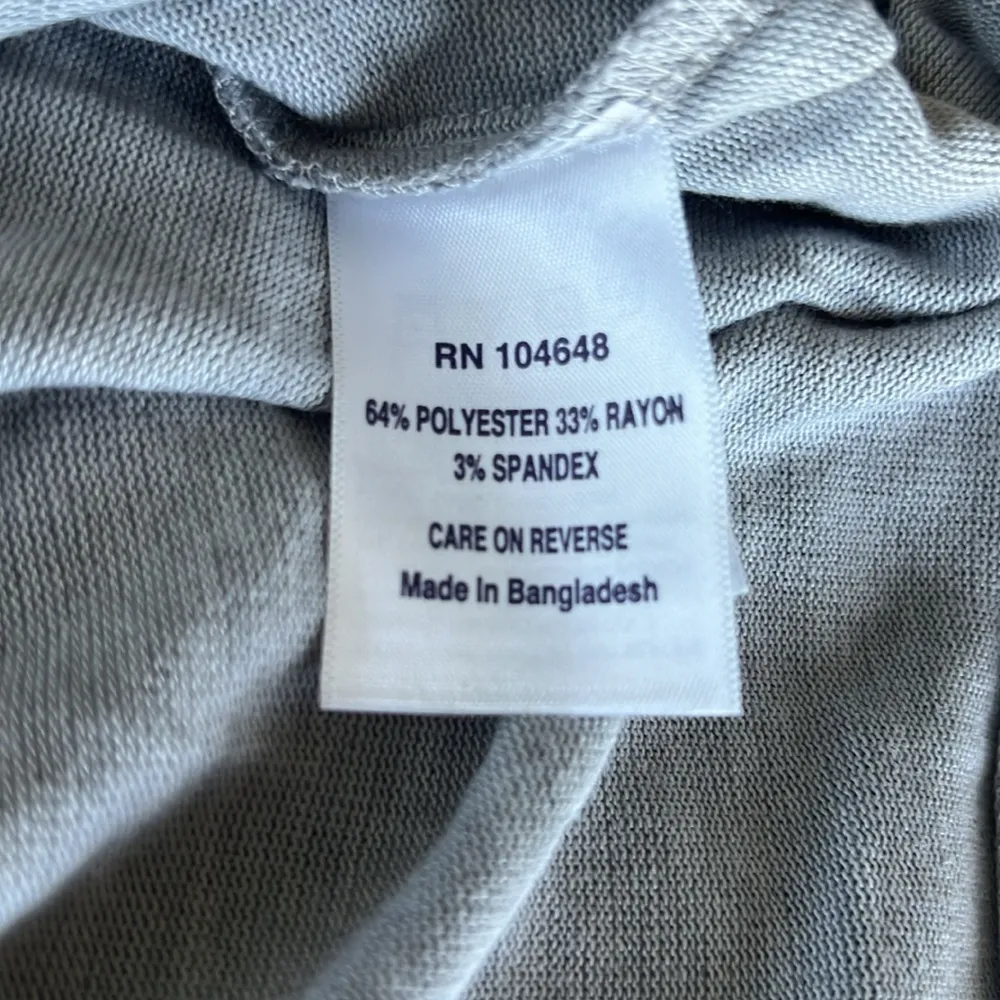 RN 104648
64% POLYESTER 33% RAYON
3% SPANDEX
CARE ON REVERSE
Made In Bangladesh